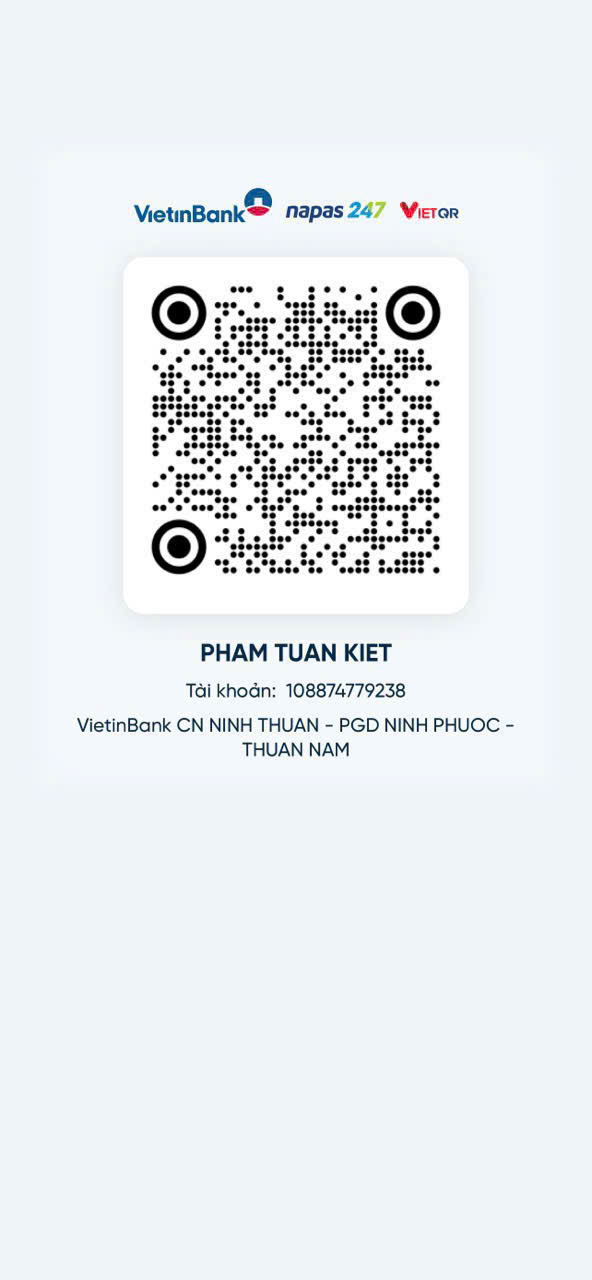 VietinBank napas 247 VIETQR
PHAM TUAN KIET
Tài khoản: 108874779238
VietinBank CN NINH THUAN - PGD NINH PHUOC -
THUAN NAM